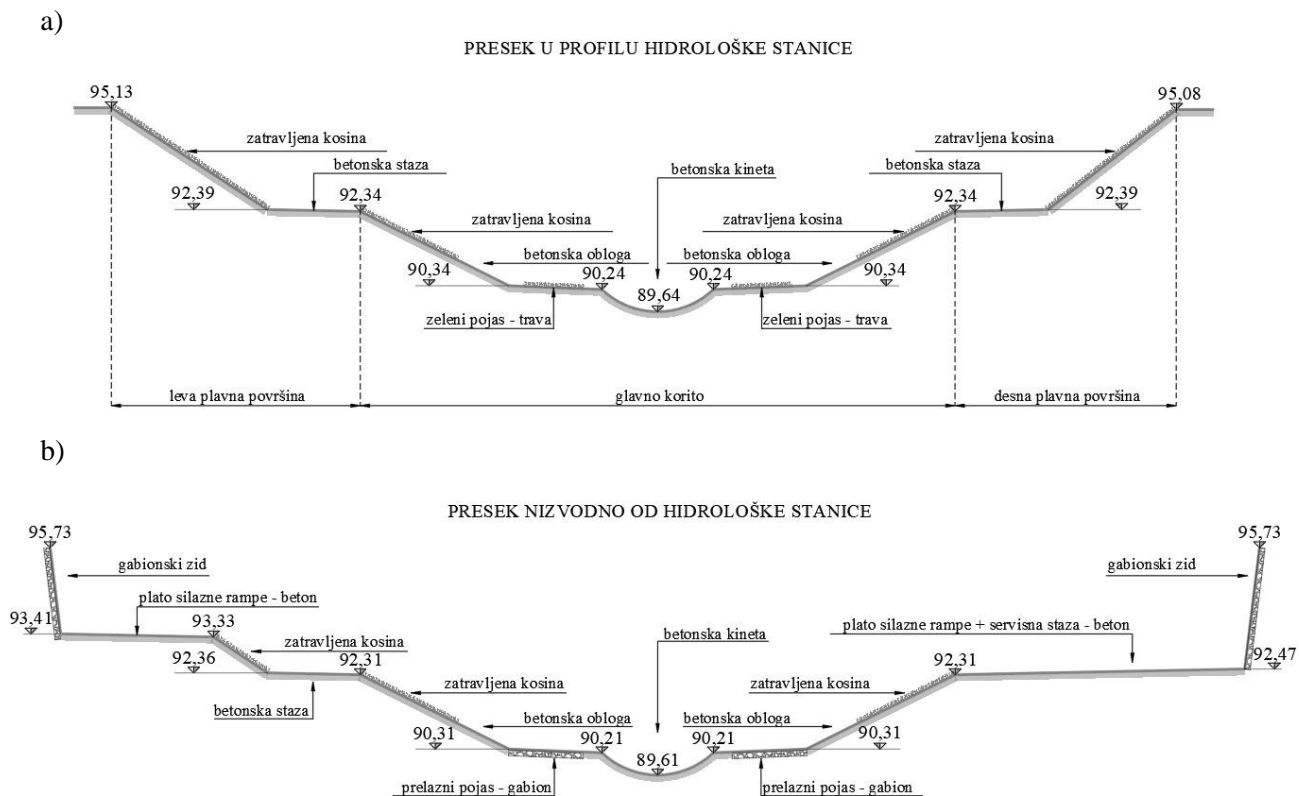 a)
PRESEK U PROFILU HIDROLOŠKE STANICE
95,13
95,08
zatravljena kosina
zatravljena kosina
betonska staza
betonska kineta
betonska staza
92,39
92,34
92,34
92,39
zatravljena kosina
zatravljena kosina
betonska obloga
betonska obloga
90,34
90,24
90,24
90,34
89,64
zeleni pojas - trava
zeleni pojas - trava
leva plavna površina
glavno korito
desna plavna površina
b)
PRESEK NIZVODNO OD HIDROLOŠKE STANICE
95,73
95,73
gabionski zid
gabionski zid
plato silazne rampe - beton
plato silazne rampe + servisna staza - beton
93,41
93,33
betonska kineta
zatravljena kosina
92,36
92,31
92,31
92,47
zatravljena kosina
zatravljena kosina
betonska staza
betonska obloga
betonska obloga
90,31
90,21
90,21
90,31
89,61
prelazni pojas - gabion
prelazni pojas - gabion